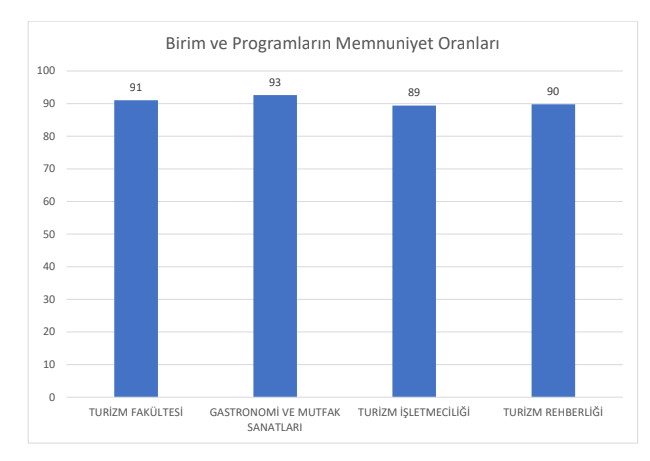 Birim ve Programların Memnuniyet Oranları
100
90
80
70
60
50
40
30
20
10
0
91
93
89
90
TURİZM FAKÜLTESİ
GASTRONOMİ VE MUTFAK
SANATLARI
TURİZM İŞLETMECİLİĞİ
TURİZM REHBERLİĞİ